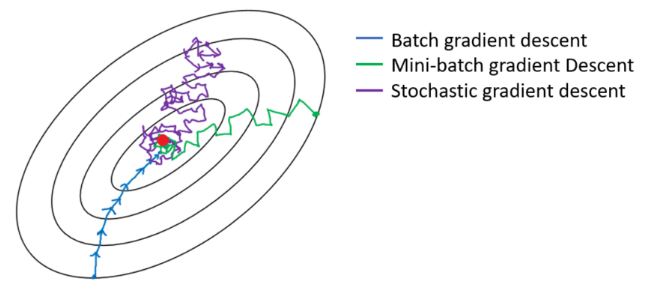 Batch gradient descent
Mini-batch gradient Descent
Stochastic gradient descent